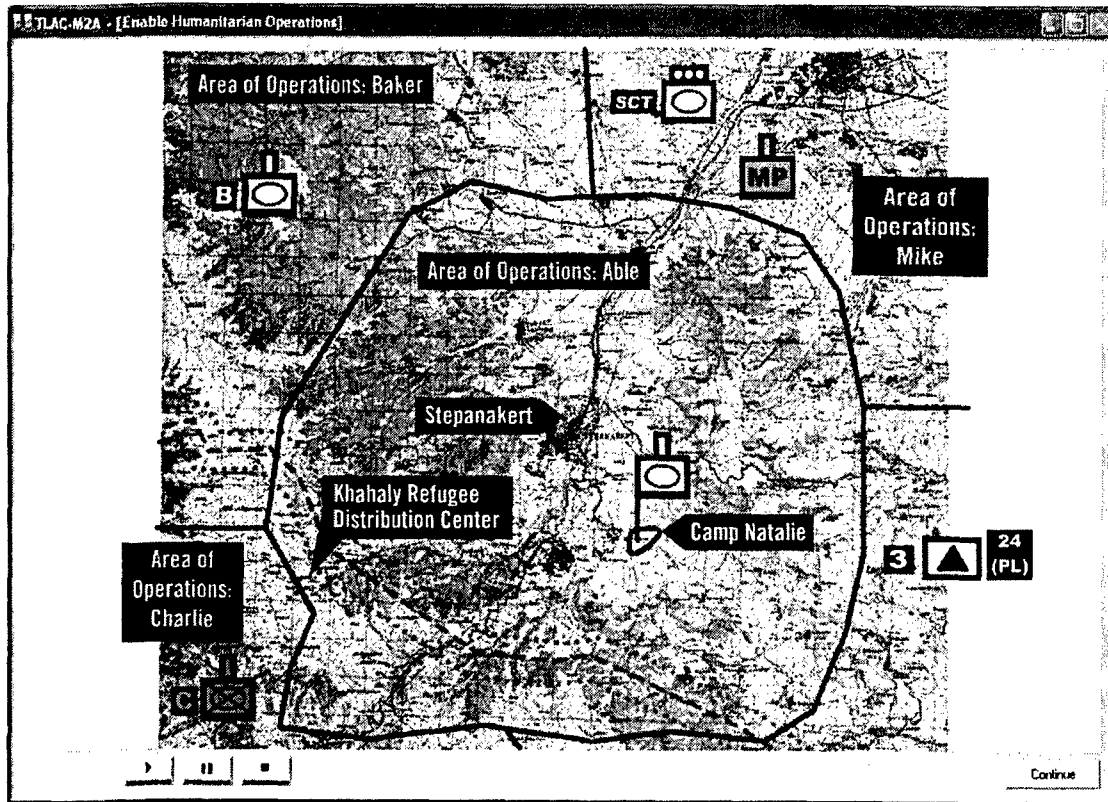 TLAC-M2A - [Enable Humanitarian Operations]
Area of Operations: Baker
SCT
B
MP
Area of
Operations:
Mike
Area of Operations: Able
Stepanakert
Khahaly Refugee
Distribution Center
Camp Natalie
3
24
(PL)
Area of
Operations:
Charlie
C
Continue